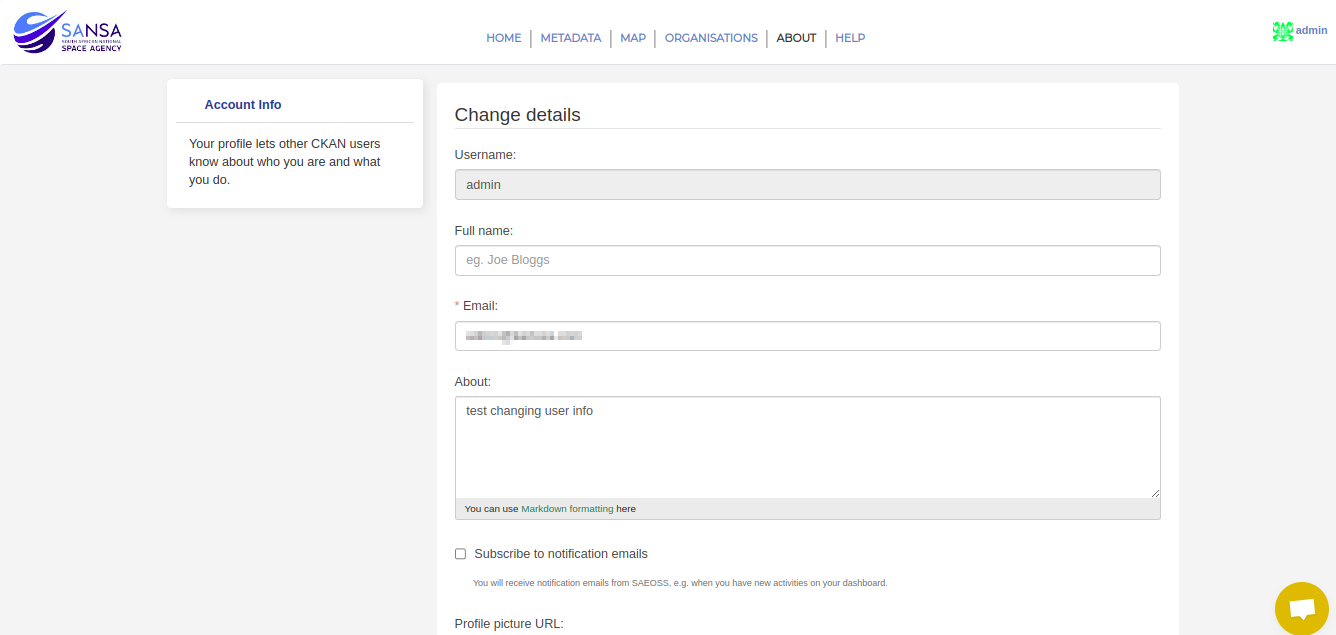 SANSA
SOUTH AFRICAN NATIONAL
SPACE AGENCY
HOME
METADATA
MAP
ORGANISATIONS
ABOUT
HELP
admin
Account Info
Your profile lets other CKAN users
know about who you are and what
you do.
Change details
Username:
admin
Full name:
eg. Joe Bloggs
* Email:
About:
test changing user info
You can use Markdown formatting here
Subscribe to notification emails
You will receive notification emails from SAEOSS, e.g. when you have new activities on your dashboard.
Profile picture URL: